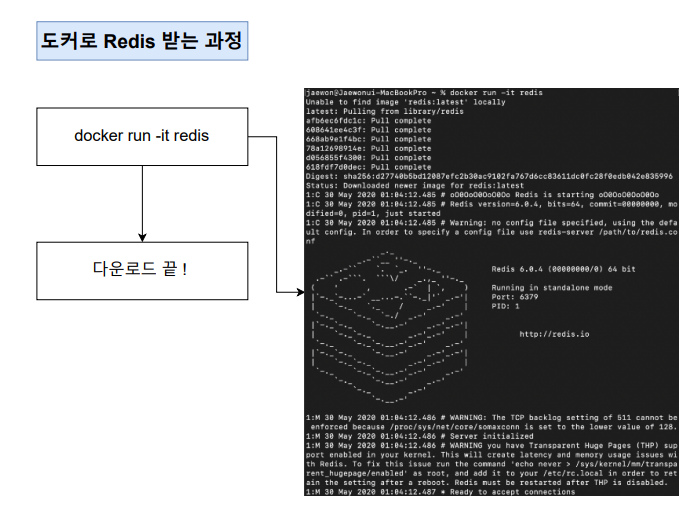 도커로 Redis 받는 과정
docker run -it redis
다운로드 끝 !
jaewon@Jaewonui-MacBookPro ~ % docker run -it redis
Unable to find image 'redis:latest' locally
latest: Pulling from library/redis
afb6ec6fdc1c: Pull complete
608641ee4c3f: Pull complete
668ab9e1f4bc: Pull complete
78a12698914e: Pull complete
d056855f4300: Pull complete
618fdf7d0dec: Pull complete
Digest: sha256:d27740b5bd12087efc2b30ac9102fa767d6cc83611dc0fc28f0edb042e835996
Status: Downloaded newer image for redis:latest
1:C 30 May 2020 01:04:12.485 # oO0OoO0OoO0Oo Redis is starting oO0OoO0OoO0Oo
1:C 30 May 2020 01:04:12.485 # Redis version=6.0.4, bits=64, commit=00000000, mo
dified=0, pid=1, just started
1:C 30 May 2020 01:04:12.485 # Warning: no config file specified, using the defa
ult config. In order to specify a config file use redis-server /path/to/redis.co
nf
Redis 6.0.4 (00000000/0) 64 bit
Running in standalone mode
Port: 6379
PID: 1
http://redis.io
1:M 30 May 2020 01:04:12.486 # WARNING: The TCP backlog setting of 511 cannot be
enforced because /proc/sys/net/core/somaxconn is set to the lower value of 128.
1:M 30 May 2020 01:04:12.486 # Server initialized
1:M 30 May 2020 01:04:12.486 # WARNING you have Transparent Huge Pages (THP) sup
port enabled in your kernel. This will create latency and memory usage issues wi
th Redis. To fix this issue run the command 'echo never > /sys/kernel/mm/transpa
rent_hugepage/enabled' as root, and add it to your /etc/rc.local in order to ret
ain the setting after a reboot. Redis must be restarted after THP is disabled.
1:M 30 May 2020 01:04:12.487 * Ready to accept connections